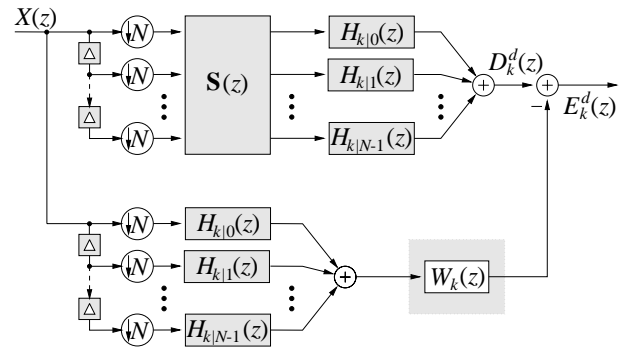 X(z)
↓N
H_{k|0}(z)
Δ
D_k^d(z)
↓N
S(z)
H_{k|1}(z)
+
+
−
E_k^d(z)
Δ
↓N
H_{k|N-1}(z)
↓N
H_{k|0}(z)
Δ
↓N
H_{k|1}(z)
+
W_k(z)
Δ
↓N
H_{k|N-1}(z)